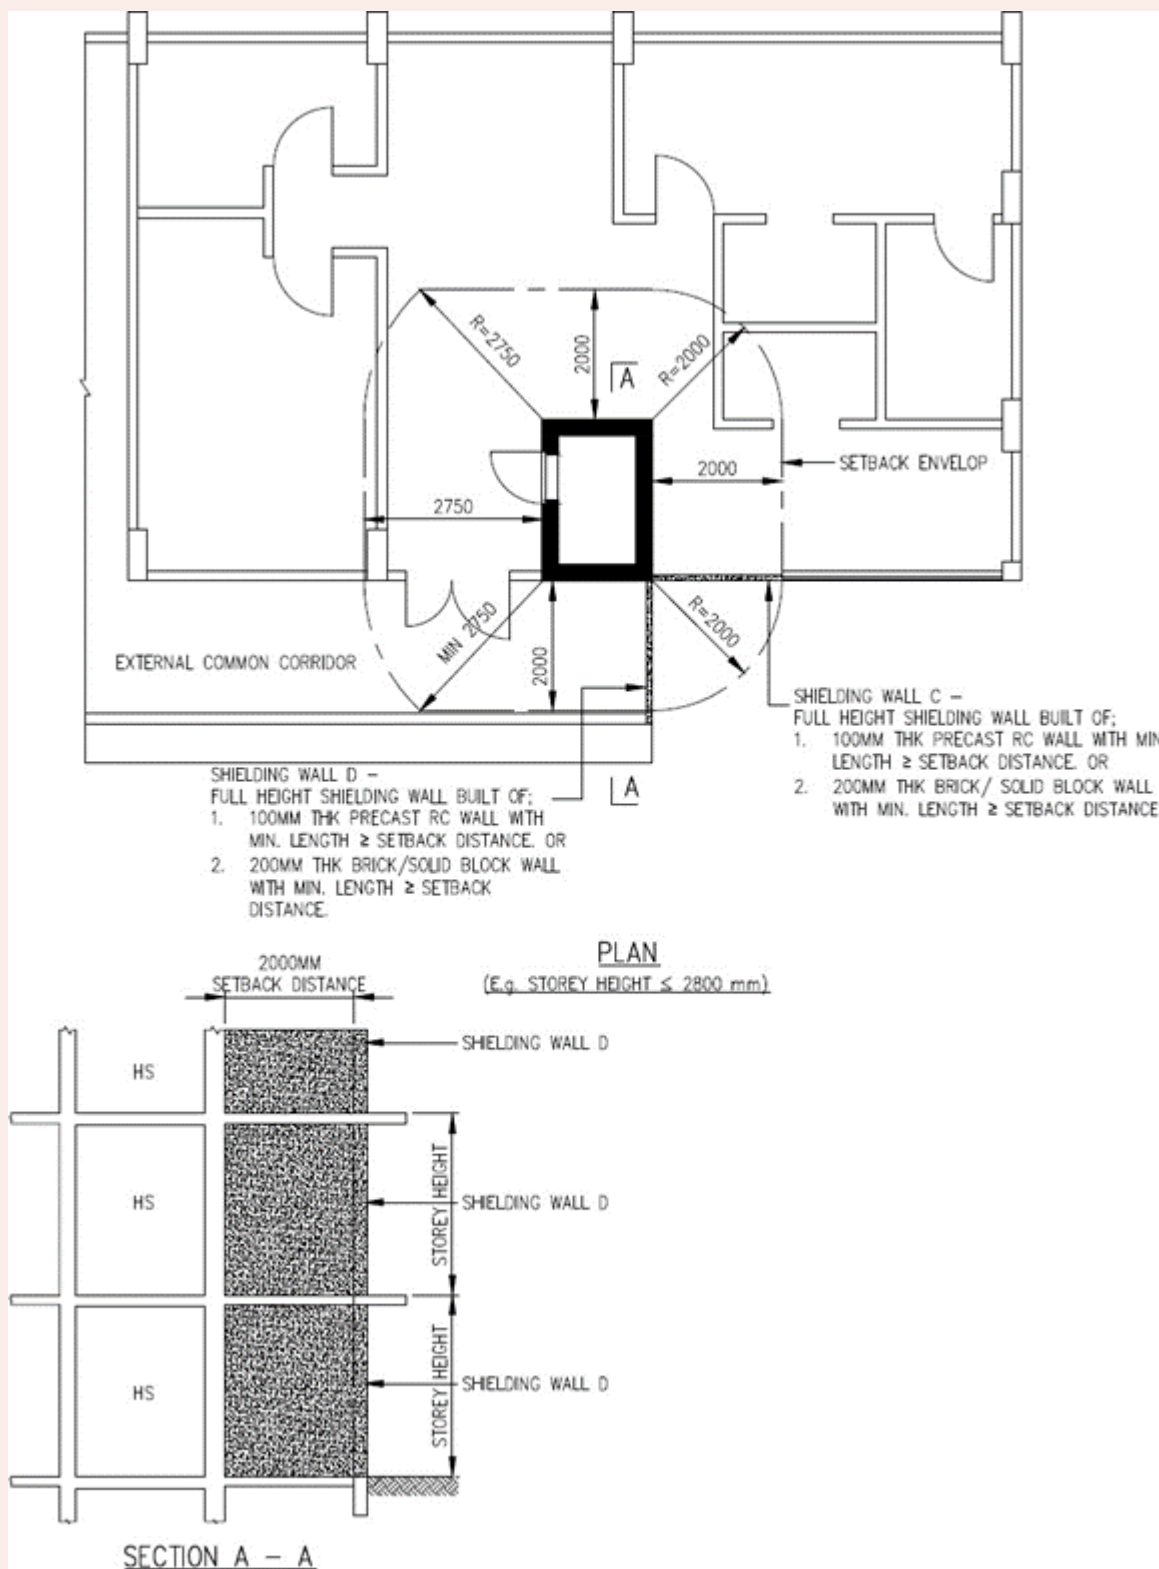 R=2750
2000
A
R=2000
SETBACK ENVELOP
2000
2750
MIN 2750
2000
R=2000
EXTERNAL COMMON CORRIDOR
SHIELDING WALL C –
FULL HEIGHT SHIELDING WALL BUILT OF;
1. 100MM THK PRECAST RC WALL WITH MIN
LENGTH ≥ SETBACK DISTANCE. OR
2. 200MM THK BRICK/ SOLID BLOCK WALL
WITH MIN. LENGTH ≥ SETBACK DISTANCE
A
SHIELDING WALL D –
FULL HEIGHT SHIELDING WALL BUILT OF;
1. 100MM THK PRECAST RC WALL WITH
MIN. LENGTH ≥ SETBACK DISTANCE. OR
2. 200MM THK BRICK/SOLID BLOCK WALL
WITH MIN. LENGTH ≥ SETBACK
DISTANCE.
PLAN
(E.g. STOREY HEIGHT ≤ 2800 mm)
2000MM
SETBACK DISTANCE
SHIELDING WALL D
HS
STOREY HEIGHT
HS
SHIELDING WALL D
STOREY HEIGHT
HS
SHIELDING WALL D
SECTION A – A